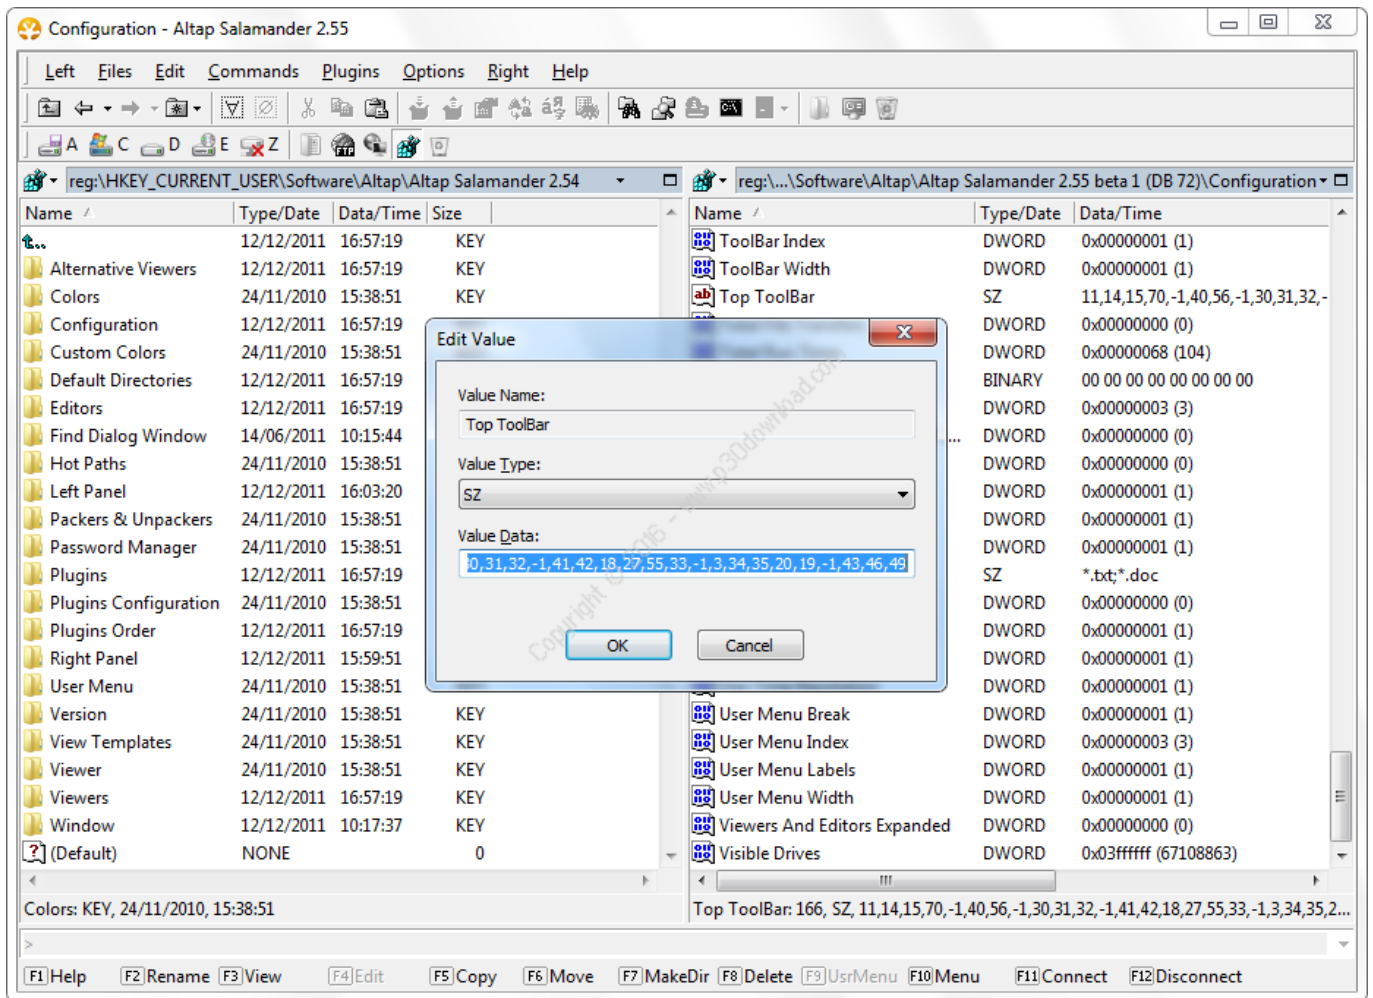 Configuration - Altap Salamander 2.55
Left Files Edit Commands Plugins Options Right Help
A C D E Z FTP
reg:\HKEY_CURRENT_USER\Software\Altap\Altap Salamander 2.54 reg:\...\Software\Altap\Altap Salamander 2.55 beta 1 (DB 72)\Configuration
Name Type/Date Data/Time Size Name Type/Date Data/Time
.. 12/12/2011 16:57:19 KEY ToolBar Index DWORD 0x00000001 (1)
Alternative Viewers 12/12/2011 16:57:19 KEY ToolBar Width DWORD 0x00000001 (1)
Colors 24/11/2010 15:38:51 KEY Top ToolBar SZ 11,14,15,70,-1,40,56,-1,30,31,32,-
Configuration 12/12/2011 16:57:19 DWORD 0x00000000 (0)
Custom Colors 24/11/2010 15:38:51 DWORD 0x00000068 (104)
Default Directories 12/12/2011 16:57:19 BINARY 00 00 00 00 00 00 00 00
Editors 12/12/2011 16:57:19 DWORD 0x00000003 (3)
Find Dialog Window 14/06/2011 10:15:44 ... DWORD 0x00000000 (0)
Hot Paths 24/11/2010 15:38:51 DWORD 0x00000000 (0)
Left Panel 12/12/2011 16:03:20 DWORD 0x00000001 (1)
Packers & Unpackers 24/11/2010 15:38:51 DWORD 0x00000001 (1)
Password Manager 24/11/2010 15:38:51 DWORD 0x00000001 (1)
Plugins 12/12/2011 16:57:19 SZ *.txt;*.doc
Plugins Configuration 24/11/2010 15:38:51 DWORD 0x00000000 (0)
Plugins Order 12/12/2011 16:57:19 DWORD 0x00000001 (1)
Right Panel 12/12/2011 15:59:51 DWORD 0x00000001 (1)
User Menu 24/11/2010 15:38:51 DWORD 0x00000001 (1)
Version 24/11/2010 15:38:51 KEY User Menu Break DWORD 0x00000001 (1)
View Templates 24/11/2010 15:38:51 KEY User Menu Index DWORD 0x00000003 (3)
Viewer 24/11/2010 15:38:51 KEY User Menu Labels DWORD 0x00000001 (1)
Viewers 12/12/2011 16:57:19 KEY User Menu Width DWORD 0x00000001 (1)
Window 12/12/2011 10:17:37 KEY Viewers And Editors Expanded DWORD 0x00000000 (0)
(Default) NONE 0 Visible Drives DWORD 0x03ffffff (67108863)
Edit Value
Value Name:
Top ToolBar
Value Type:
SZ
Value Data:
0,31,32,-1,41,42,18,27,55,33,-1,3,34,35,20,19,-1,43,46,49
OK Cancel
Copyright © 2016 - www.p30download.com
Colors: KEY, 24/11/2010, 15:38:51 Top ToolBar: 166, SZ, 11,14,15,70,-1,40,56,-1,30,31,32,-1,41,42,18,27,55,33,-1,3,34,35,2...
>
F1 Help F2 Rename F3 View F4 Edit F5 Copy F6 Move F7 MakeDir F8 Delete F9 UsrMenu F10 Menu F11 Connect F12 Disconnect